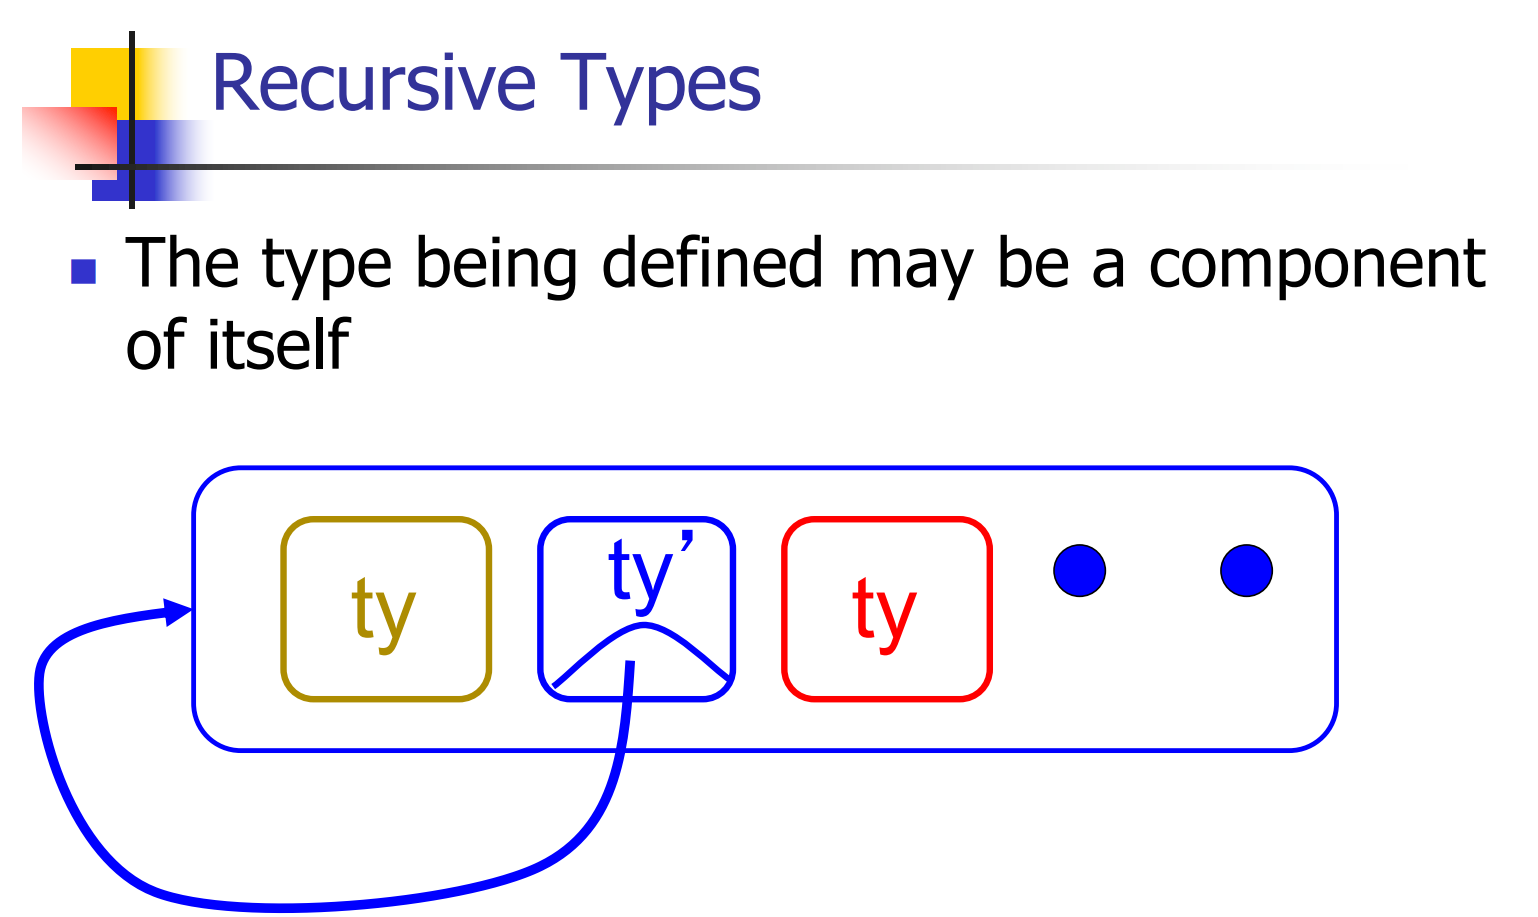 Recursive Types
The type being defined may be a component
of itself
ty ty’ ty